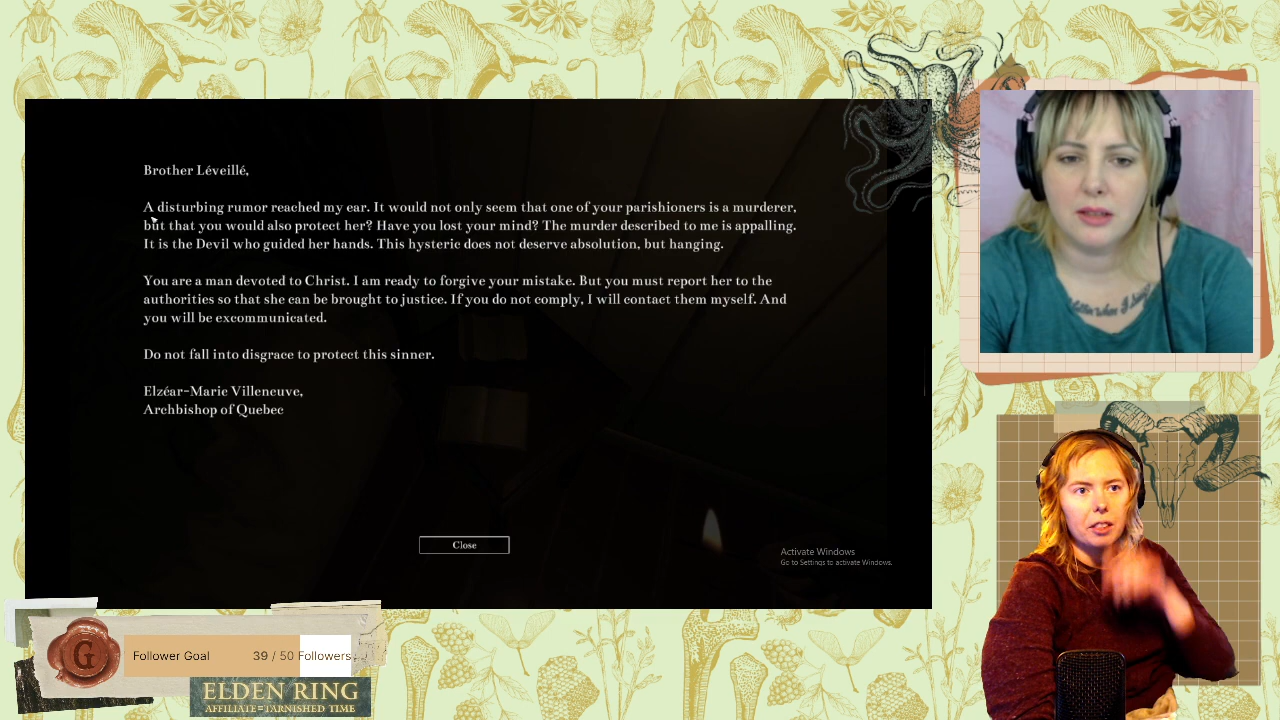 Brother Léveillé,
A disturbing rumor reached my ear. It would not only seem that one of your parishioners is a murderer,
but that you would also protect her? Have you lost your mind? The murder described to me is appalling.
It is the Devil who guided her hands. This hysteric does not deserve absolution, but hanging.
You are a man devoted to Christ. I am ready to forgive your mistake. But you must report her to the
authorities so that she can be brought to justice. If you do not comply, I will contact them myself. And
you will be excommunicated.
Do not fall into disgrace to protect this sinner.
Elzéar-Marie Villeneuve,
Archbishop of Quebec
Close
Activate Windows
Go to Settings to activate Windows.
G
Follower Goal 39 / 50 Followers
ELDEN RING
AFFILIATE=TARNISHED TIME